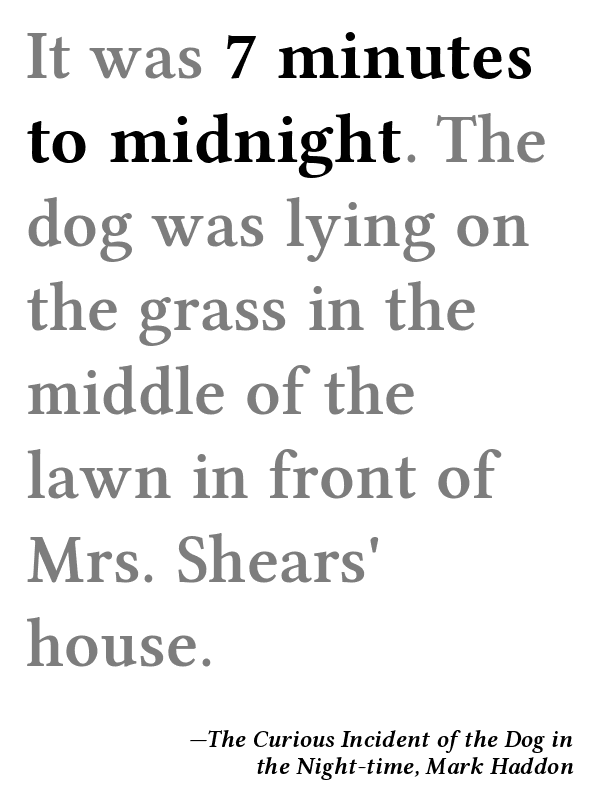 It was 7 minutes
to midnight. The
dog was lying on
the grass in the
middle of the
lawn in front of
Mrs. Shears'
house.
—The Curious Incident of the Dog in
the Night-time, Mark Haddon